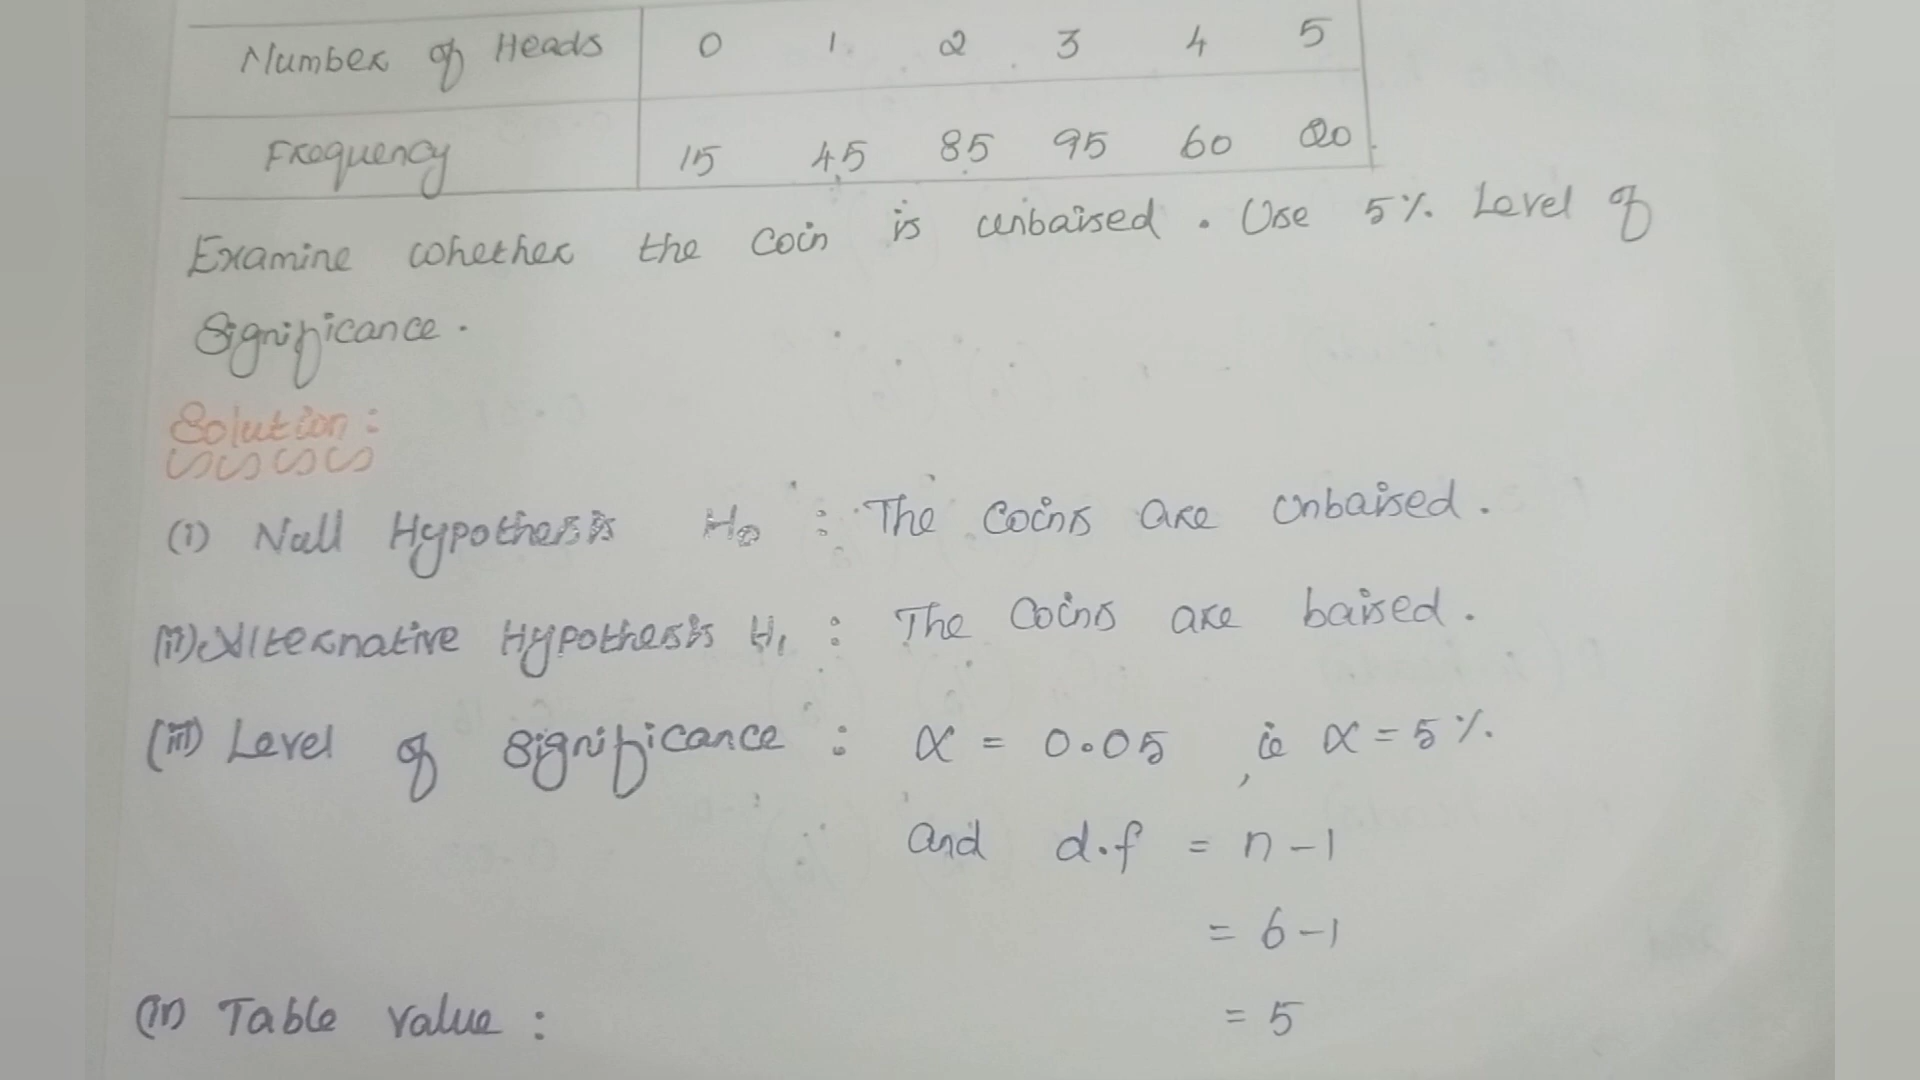 Number of Heads 0 1 2 3 4 5
Frequency 15 45 85 95 60 20
Examine whether the coin is unbaised. Use 5% Level of
Significance.
Solution:
(i) Null Hypothesis H0 : The Coins are unbaised.
(ii) Alternative Hypothesis H1 : The Coins are baised.
(iii) Level of Significance : α = 0.05, ie α = 5%.
and d.f = n-1
= 6-1
= 5
(iv) Table value :